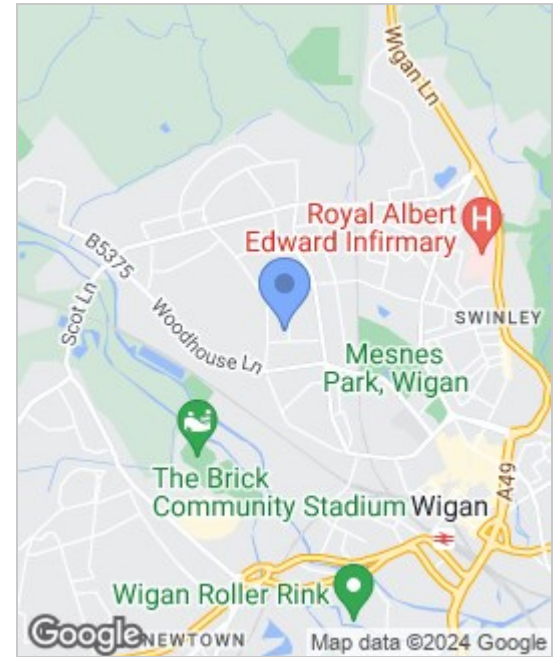 Wigan Ln
Royal Albert
Edward Infirmary
H
B5375
Scot Ln
Woodhouse Ln
SWINLEY
Mesnes
Park, Wigan
The Brick
Community Stadium
Wigan
A49
Wigan Roller Rink
Google
NEWTOWN
Map data ©2024 Google